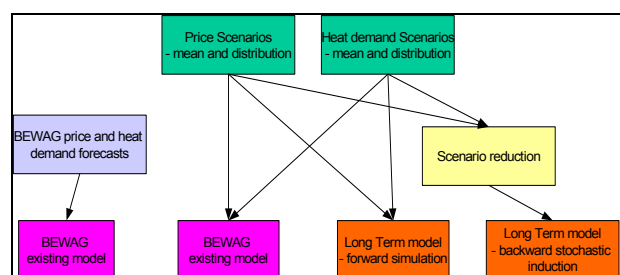 Price Scenarios
- mean and distribution
Heat demand Scenarios
- mean and distribution
BEWAG price and heat
demand forecasts
Scenario reduction
BEWAG
existing model
BEWAG
existing model
Long Term model
- forward simulation
Long Term model
- backward stochastic
induction